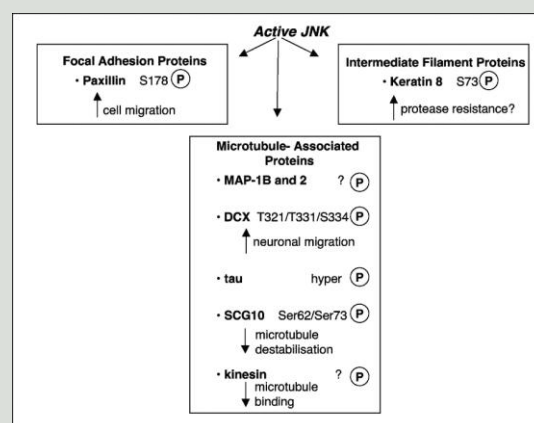 Active JNK
Focal Adhesion Proteins
• Paxillin S178 P
cell migration
Intermediate Filament Proteins
• Keratin 8 S73 P
protease resistance?
Microtubule- Associated
Proteins
• MAP-1B and 2 ? P
• DCX T321/T331/S334 P
neuronal migration
• tau hyper P
• SCG10 Ser62/Ser73 P
microtubule
destabilisation
• kinesin ? P
microtubule
binding